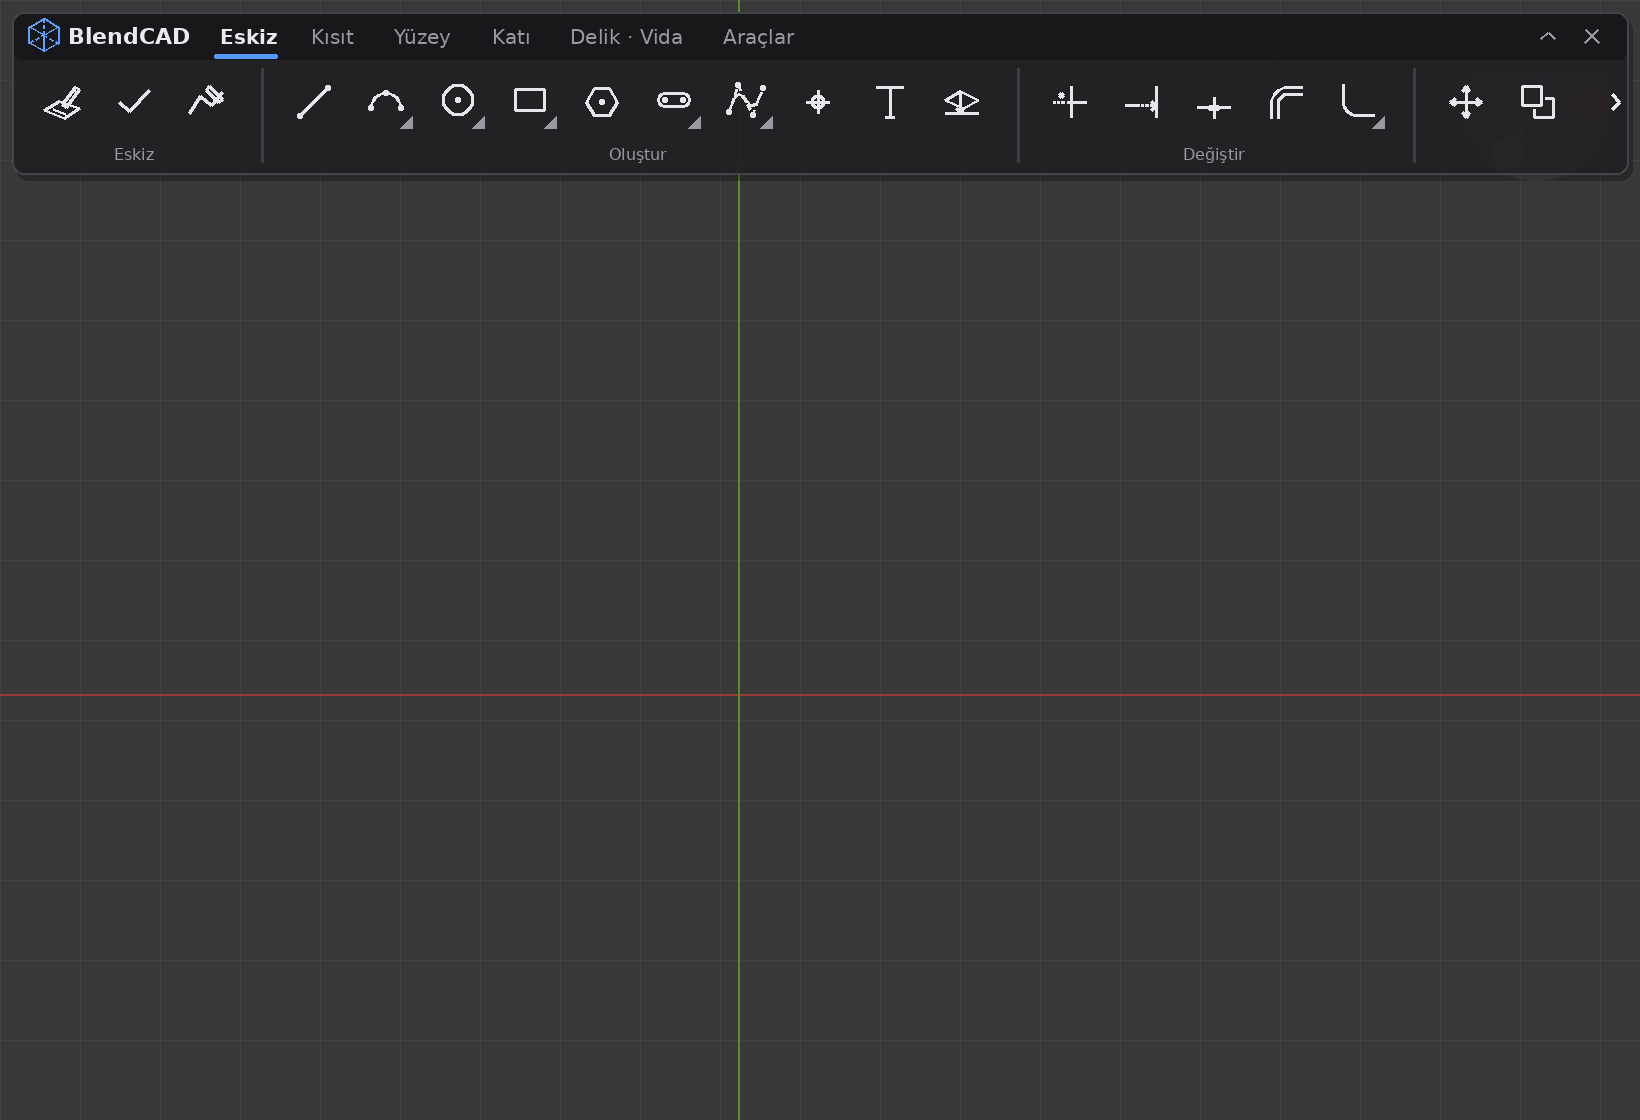 BlendCAD Eskiz Kısıt Yüzey Katı Delik · Vida Araçlar
Eskiz Oluştur Değiştir